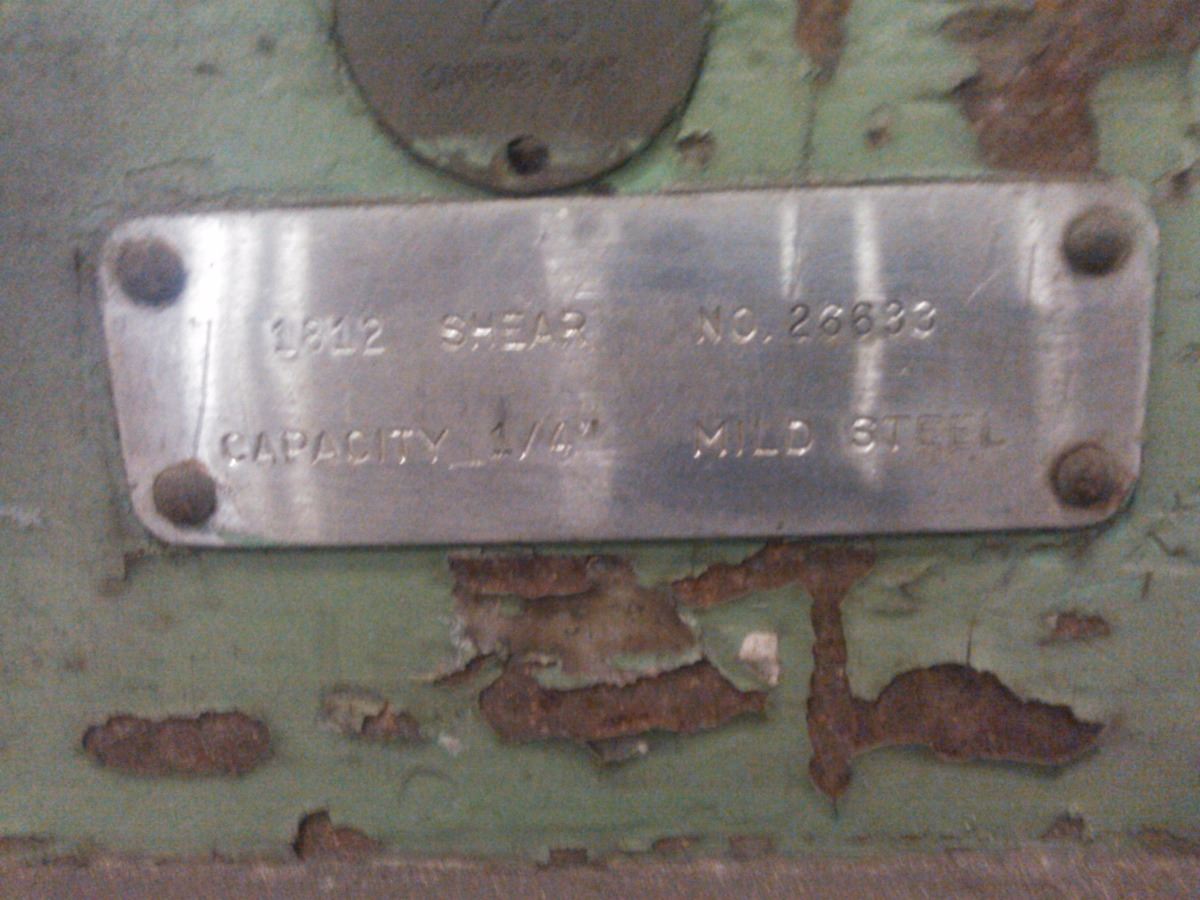 1812 SHEAR NO. 26633
CAPACITY 1/4" MILD STEEL